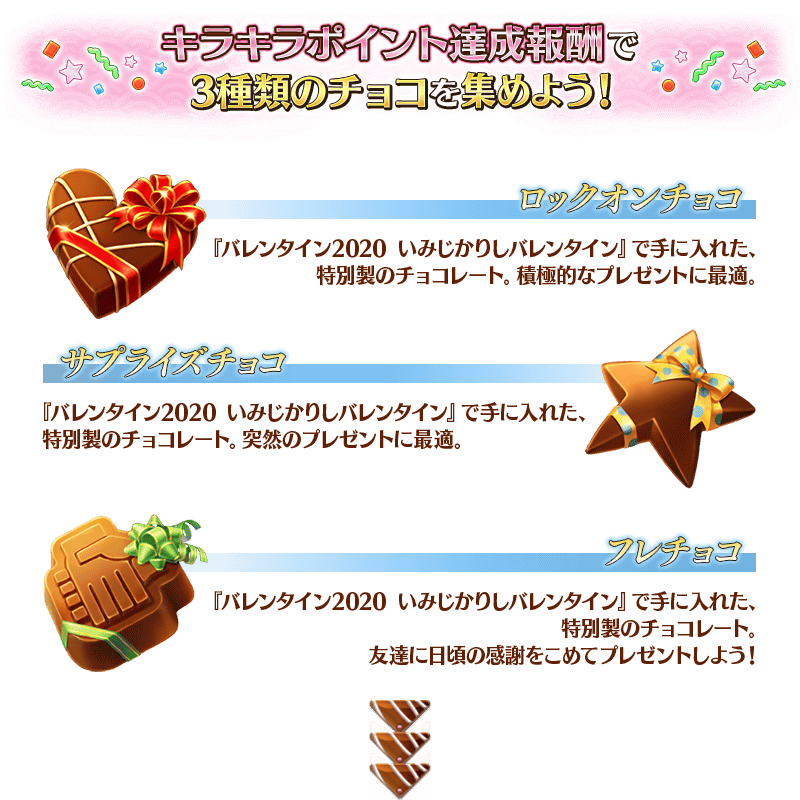 キラキラポイント達成報酬で
3種類のチョコを集めよう!
ロックオンチョコ
『バレンタイン2020 いみじかりしバレンタイン』で手に入れた、
特別製のチョコレート。積極的なプレゼントに最適。
サプライズチョコ
『バレンタイン2020 いみじかりしバレンタイン』で手に入れた、
特別製のチョコレート。突然のプレゼントに最適。
フレチョコ
『バレンタイン2020 いみじかりしバレンタイン』で手に入れた、
特別製のチョコレート。
友達に日頃の感謝をこめてプレゼントしよう!